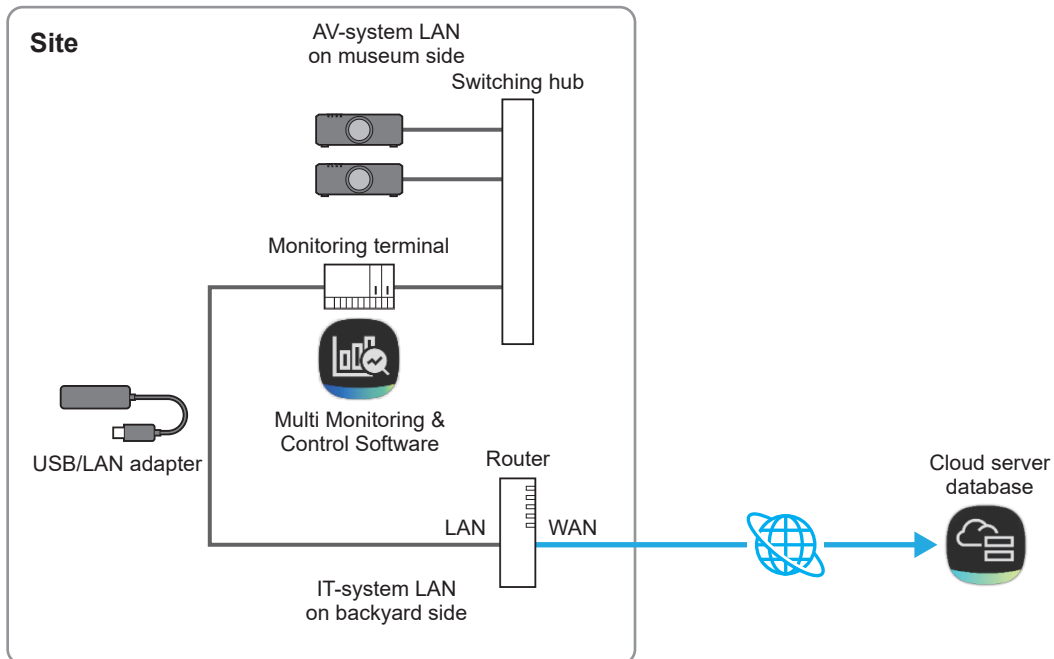 Site
AV-system LAN
on museum side
Switching hub
Monitoring terminal
Multi Monitoring &
Control Software
USB/LAN adapter
Router
LAN
WAN
IT-system LAN
on backyard side
Cloud server
database